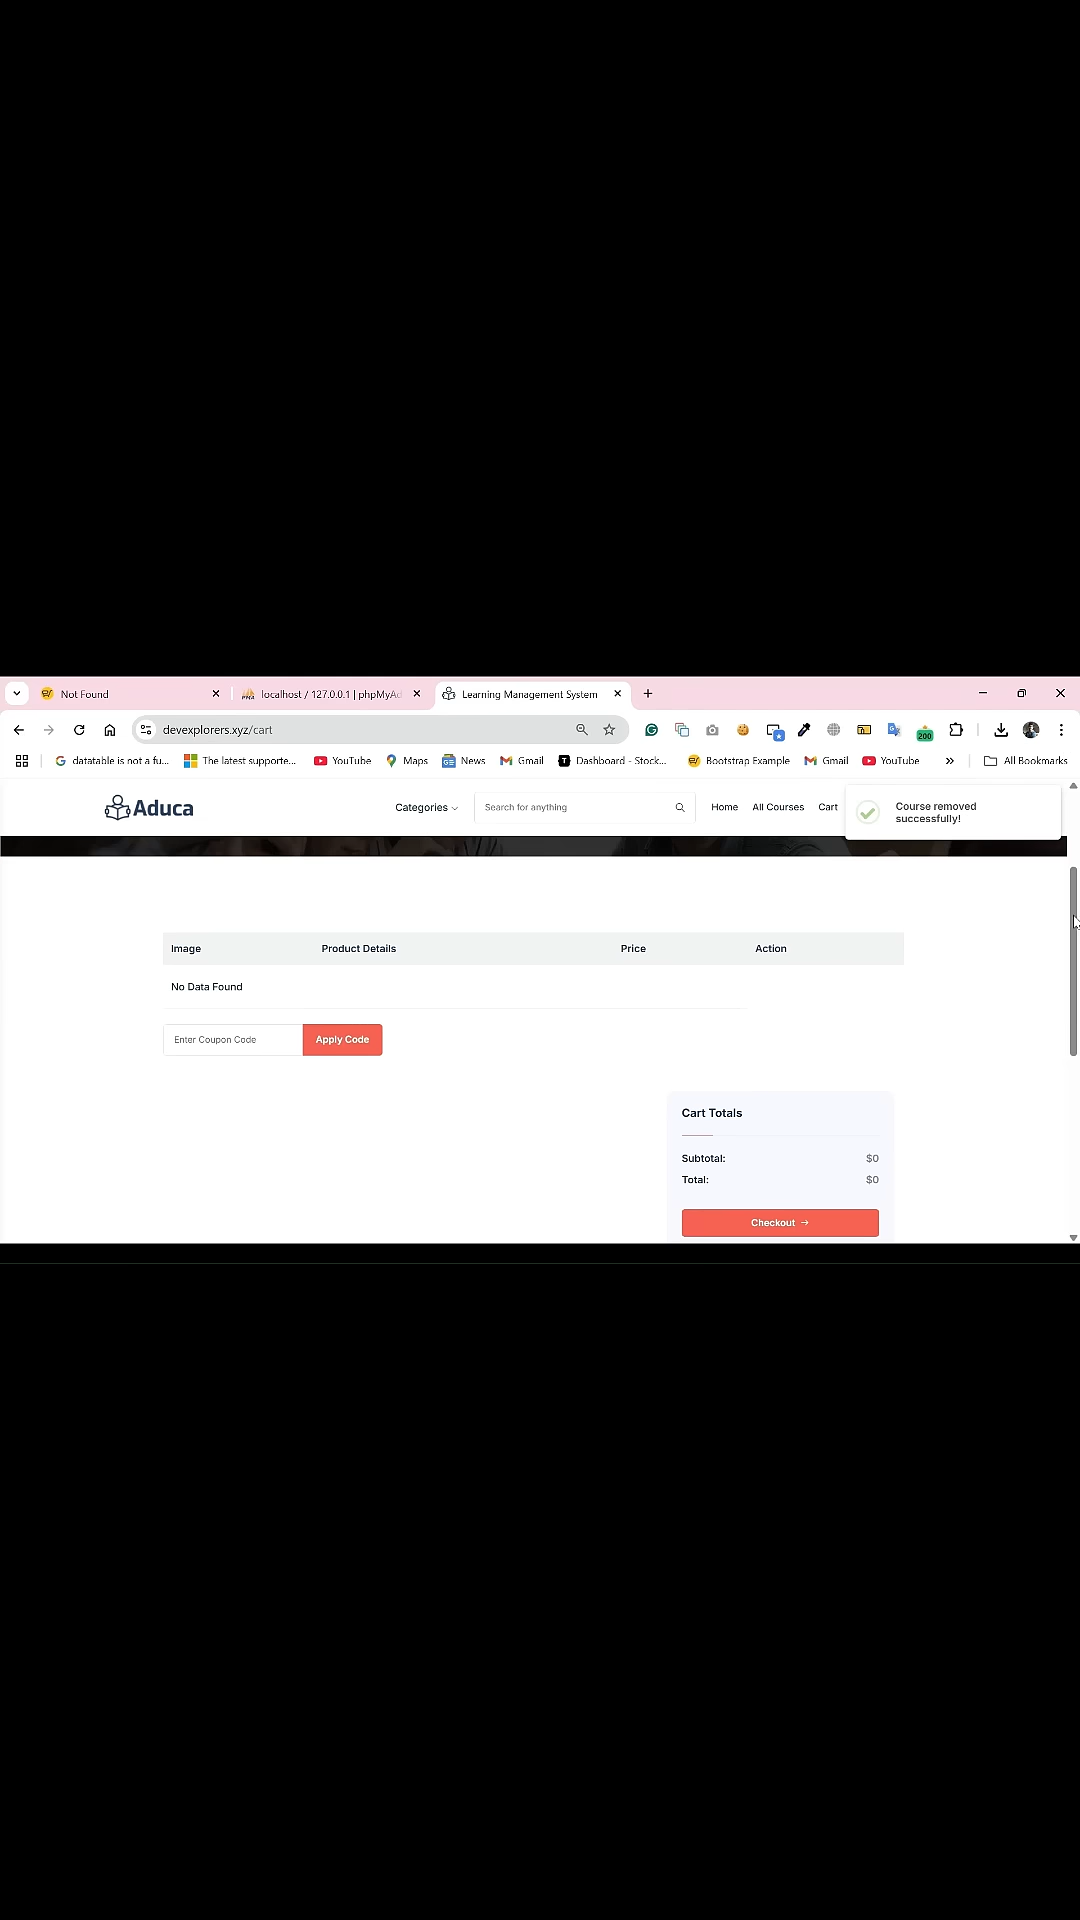 Not Found
localhost / 127.0.0.1 | phpMyAd
Learning Management System
devexplorers.xyz/cart
200
datatable is not a fu...
The latest supporte...
YouTube
Maps
News
Gmail
Dashboard - Stock...
Bootstrap Example
Gmail
YouTube
»
All Bookmarks
Aduca
Categories
Search for anything
Home
All Courses
Cart
Course removed
successfully!
Image Product Details Price Action
No Data Found
Enter Coupon Code
Apply Code
Cart Totals
Subtotal: $0
Total: $0
Checkout →